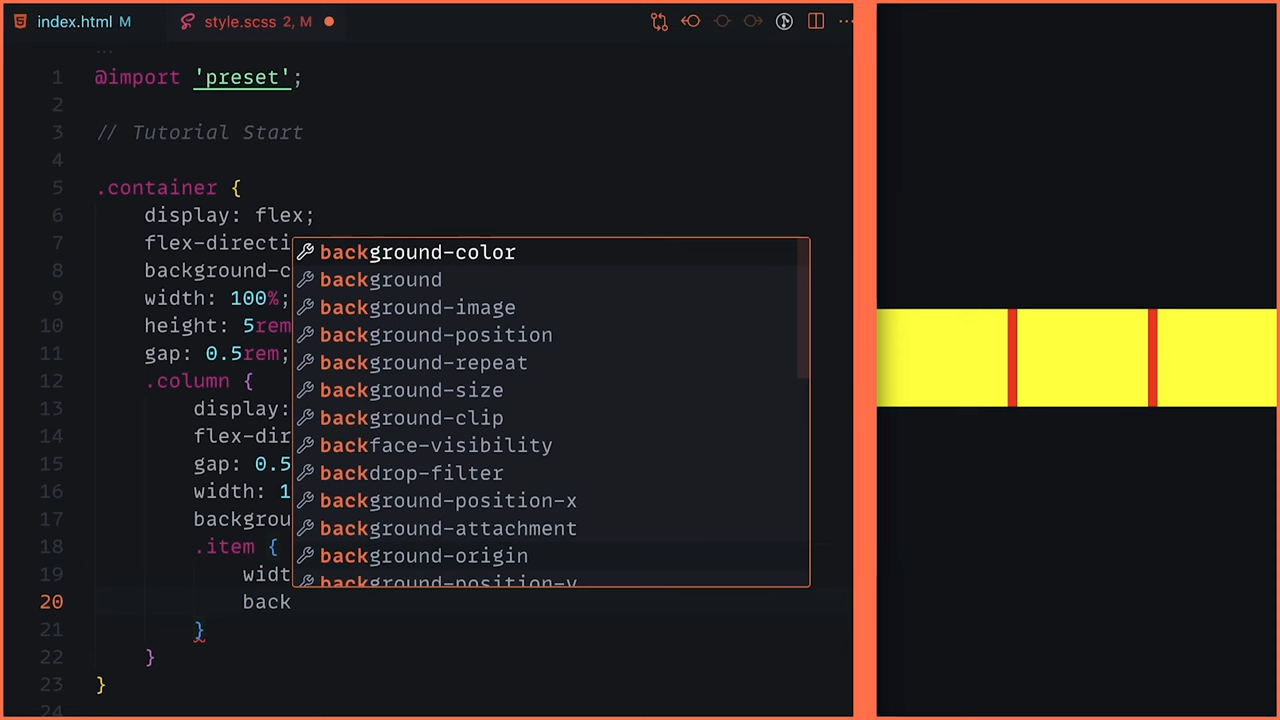 index.html M style.scss 2, M
1 @import 'preset';
2
3 // Tutorial Start
4
5 .container {
6 display: flex;
7 flex-directi
8 background-c
9 width: 100%;
10 height: 5rem
11 gap: 0.5rem;
12 .column {
13 display:
14 flex-dir
15 gap: 0.5
16 width: 1
17 backgrou
18 .item {
19 widt
20 back
21 }
22 }
23 }
24
background-color
background
background-image
background-position
background-repeat
background-size
background-clip
backface-visibility
backdrop-filter
background-position-x
background-attachment
background-origin
background-position-y